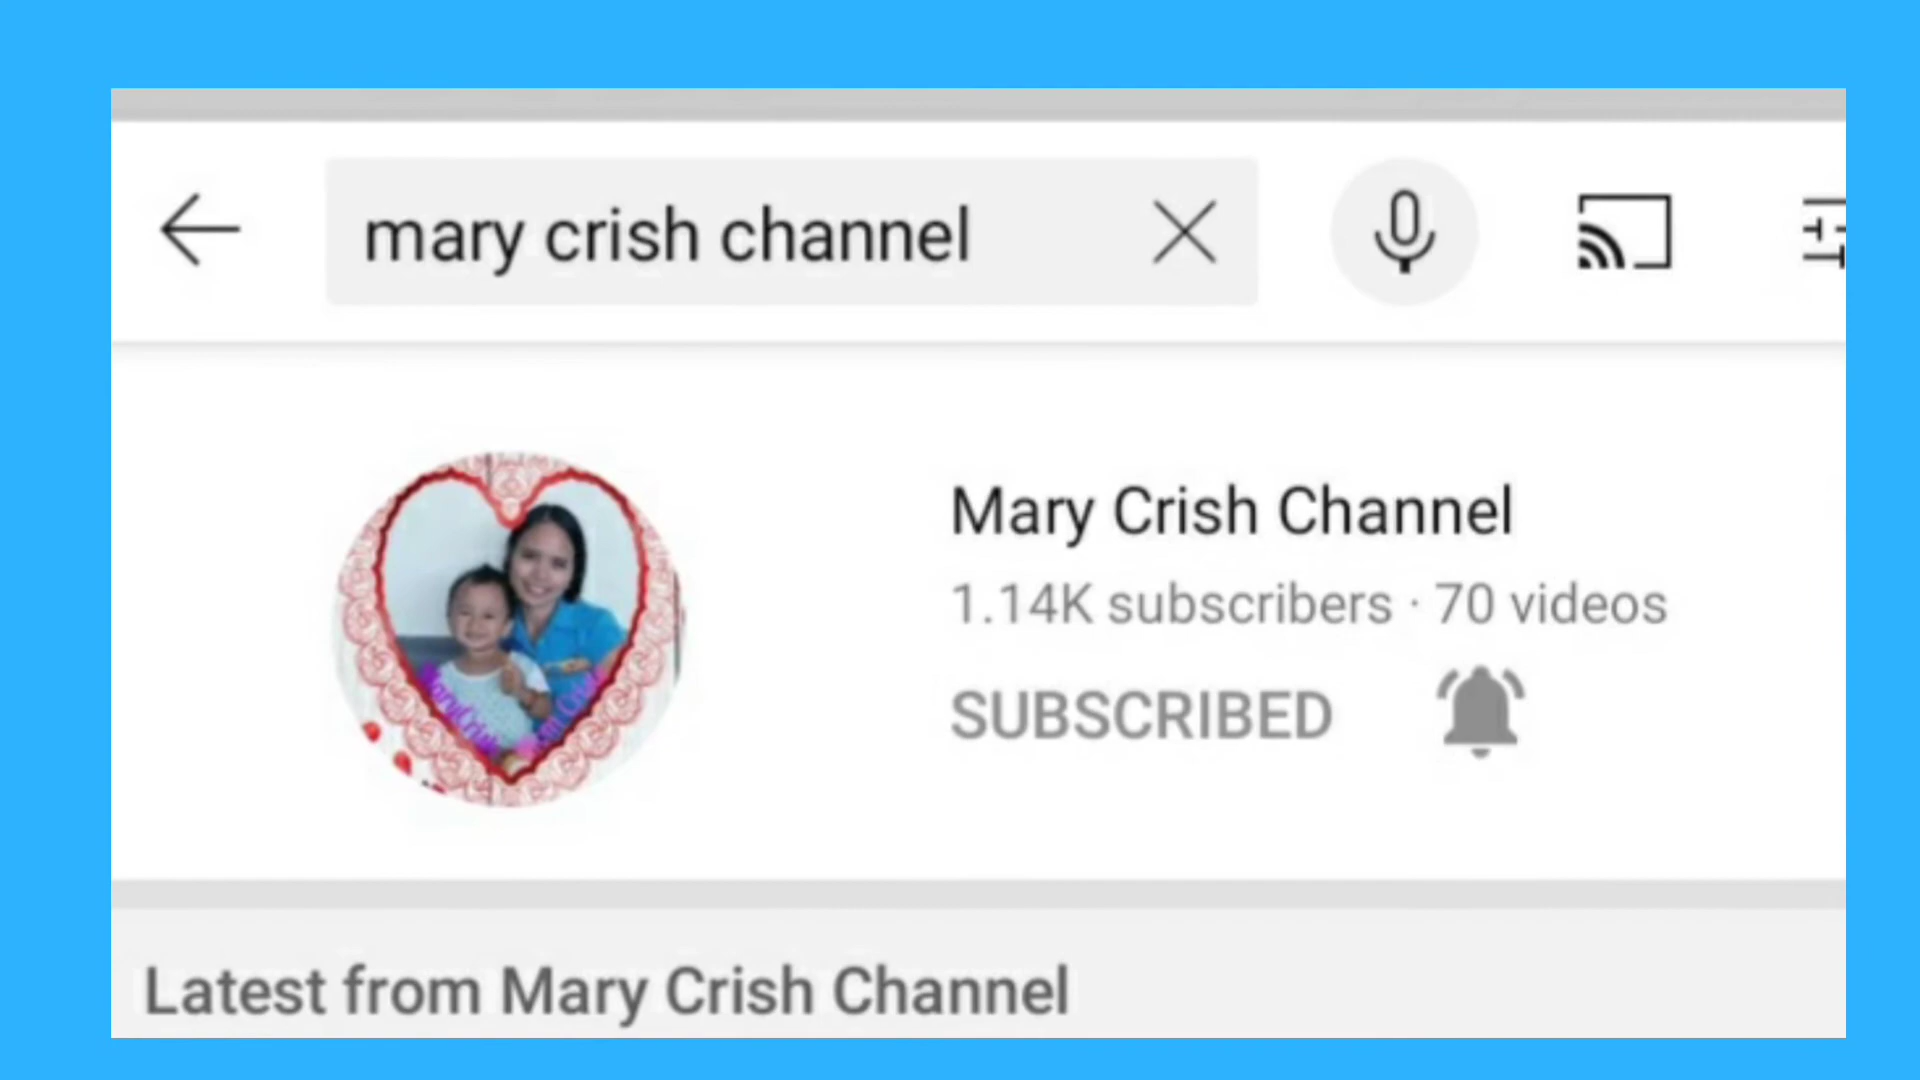 mary crish channel
Mary Crish Channel
1.14K subscribers · 70 videos
SUBSCRIBED
Latest from Mary Crish Channel